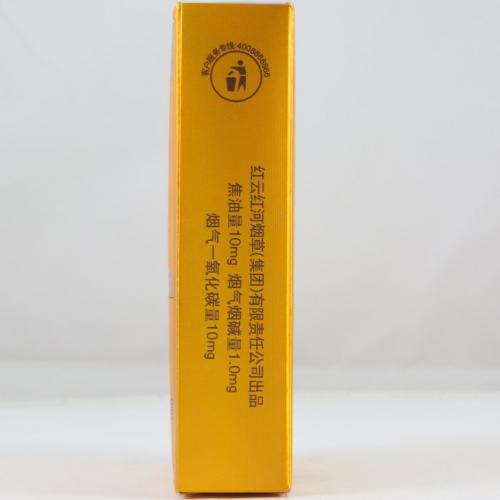 客户服务专线:4008666866
红云红河烟草(集团)有限责任公司出品
焦油量10mg 烟气烟碱量1.0mg
烟气一氧化碳量10mg